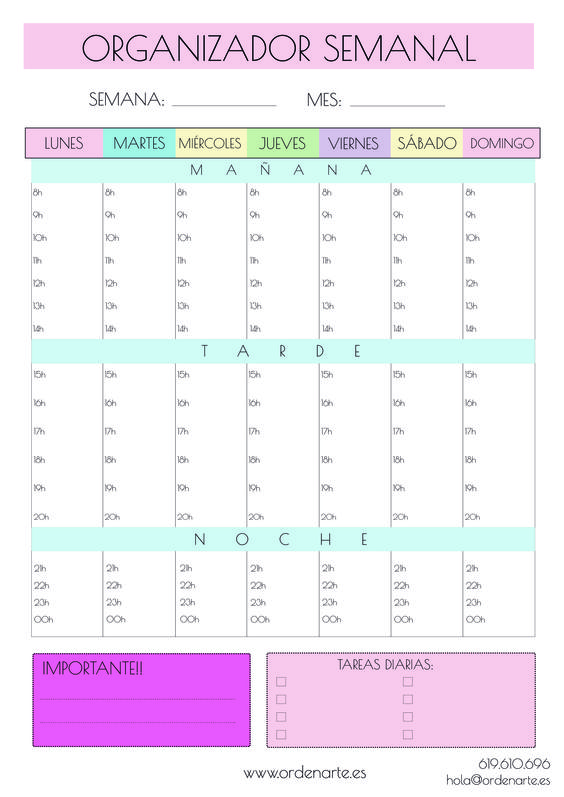 ORGANIZADOR SEMANAL
SEMANA: MES:
LUNES MARTES MIÉRCOLES JUEVES VIERNES SÁBADO DOMINGO
MAÑANA
8h 8h 8h 8h 8h 8h 8h
9h 9h 9h 9h 9h 9h 9h
10h 10h 10h 10h 10h 10h 10h
11h 11h 11h 11h 11h 11h 11h
12h 12h 12h 12h 12h 12h 12h
13h 13h 13h 13h 13h 13h 13h
14h 14h 14h 14h 14h 14h 14h
TARDE
15h 15h 15h 15h 15h 15h 15h
16h 16h 16h 16h 16h 16h 16h
17h 17h 17h 17h 17h 17h 17h
18h 18h 18h 18h 18h 18h 18h
19h 19h 19h 19h 19h 19h 19h
20h 20h 20h 20h 20h 20h 20h
NOCHE
21h 21h 21h 21h 21h 21h 21h
22h 22h 22h 22h 22h 22h 22h
23h 23h 23h 23h 23h 23h 23h
00h 00h 00h 00h 00h 00h 00h
IMPORTANTE!!
TAREAS DIARIAS:
www.ordenarte.es
619.610.696
hola@ordenarte.es